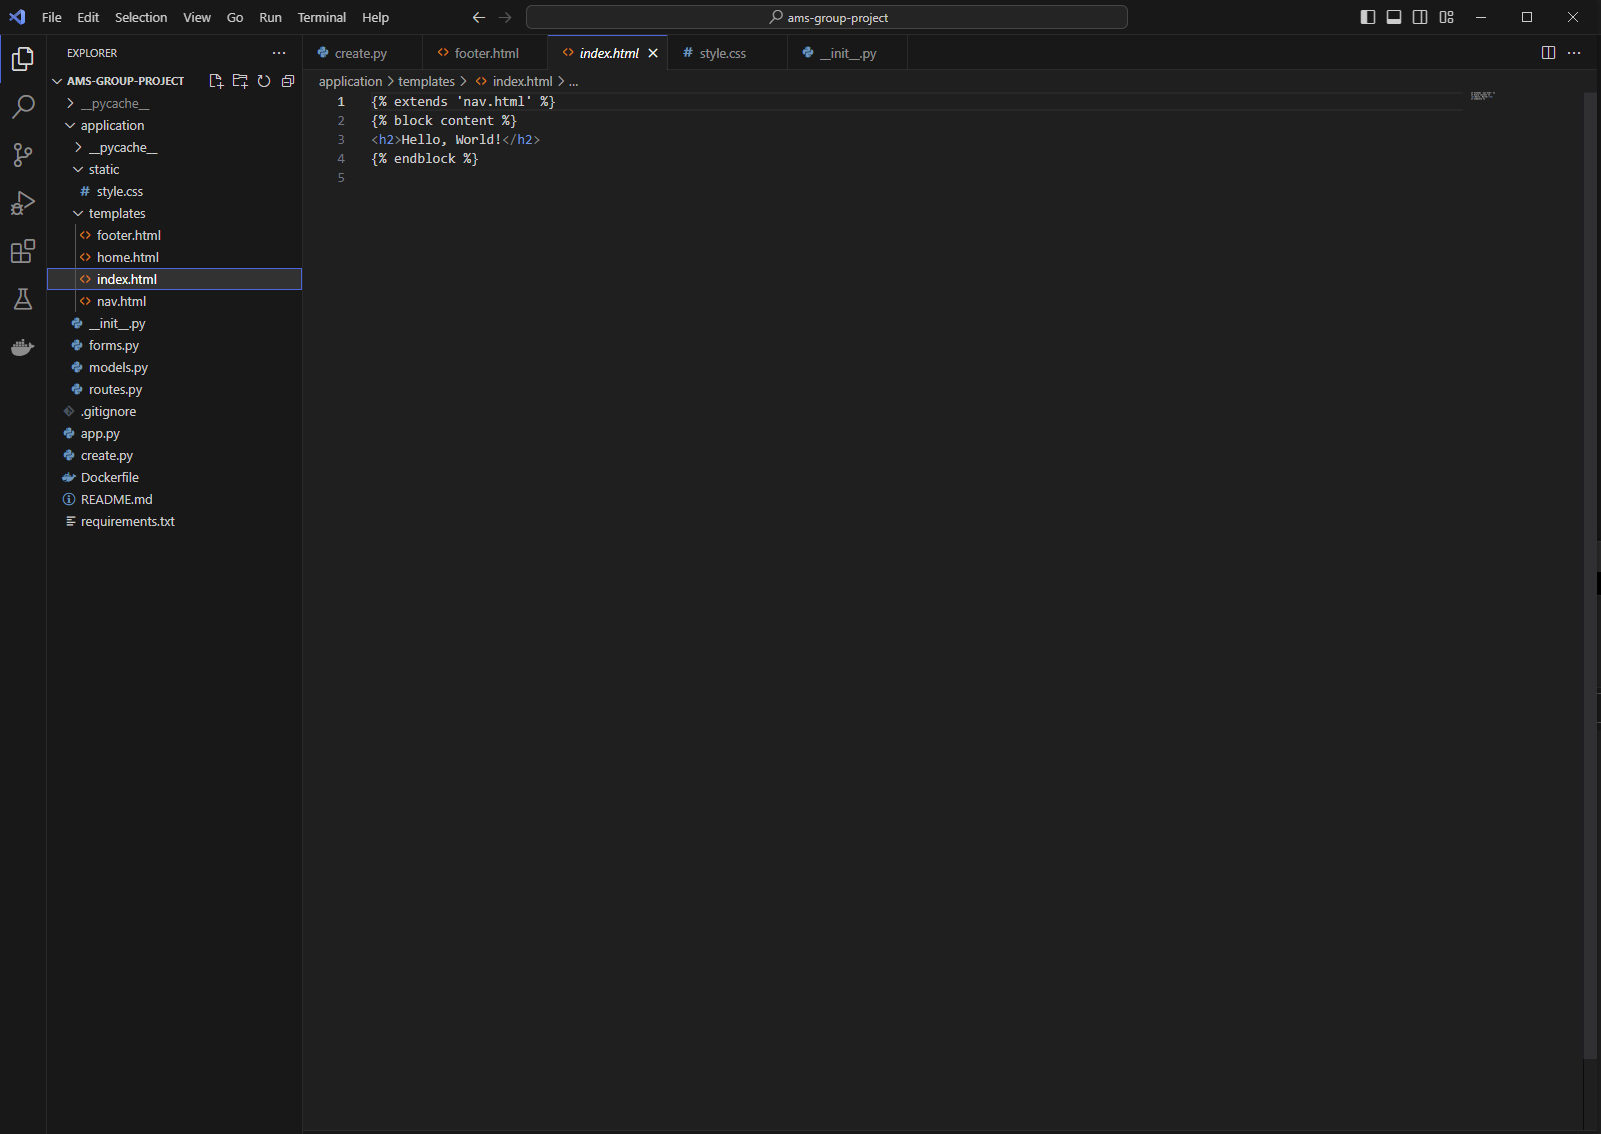 File Edit Selection View Go Run Terminal Help
ams-group-project
EXPLORER
AMS-GROUP-PROJECT
__pycache__
application
__pycache__
static
# style.css
templates
<> footer.html
<> home.html
<> index.html
<> nav.html
__init__.py
forms.py
models.py
routes.py
.gitignore
app.py
create.py
Dockerfile
README.md
requirements.txt
create.py <> footer.html <> index.html # style.css __init__.py
application > templates > <> index.html > ...
1 {% extends 'nav.html' %}
2 {% block content %}
3 <h2>Hello, World!</h2>
4 {% endblock %}
5